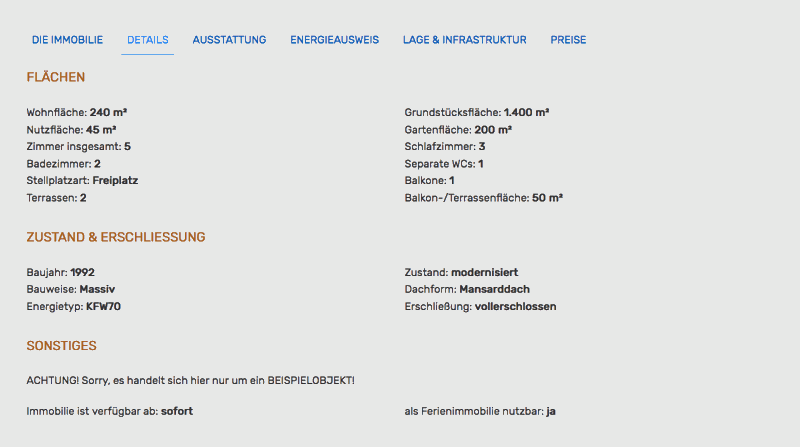 DIE IMMOBILIE DETAILS AUSSTATTUNG ENERGIEAUSWEIS LAGE & INFRASTRUKTUR PREISE
FLÄCHEN
Wohnfläche: 240 m² Grundstücksfläche: 1.400 m²
Nutzfläche: 45 m² Gartenfläche: 200 m²
Zimmer insgesamt: 5 Schlafzimmer: 3
Badezimmer: 2 Separate WCs: 1
Stellplatzart: Freiplatz Balkone: 1
Terrassen: 2 Balkon-/Terrassenfläche: 50 m²
ZUSTAND & ERSCHLIESSUNG
Baujahr: 1992 Zustand: modernisiert
Bauweise: Massiv Dachform: Mansarddach
Energietyp: KFW70 Erschließung: vollerschlossen
SONSTIGES
ACHTUNG! Sorry, es handelt sich hier nur um ein BEISPIELOBJEKT!
Immobilie ist verfügbar ab: sofort als Ferienimmobilie nutzbar: ja